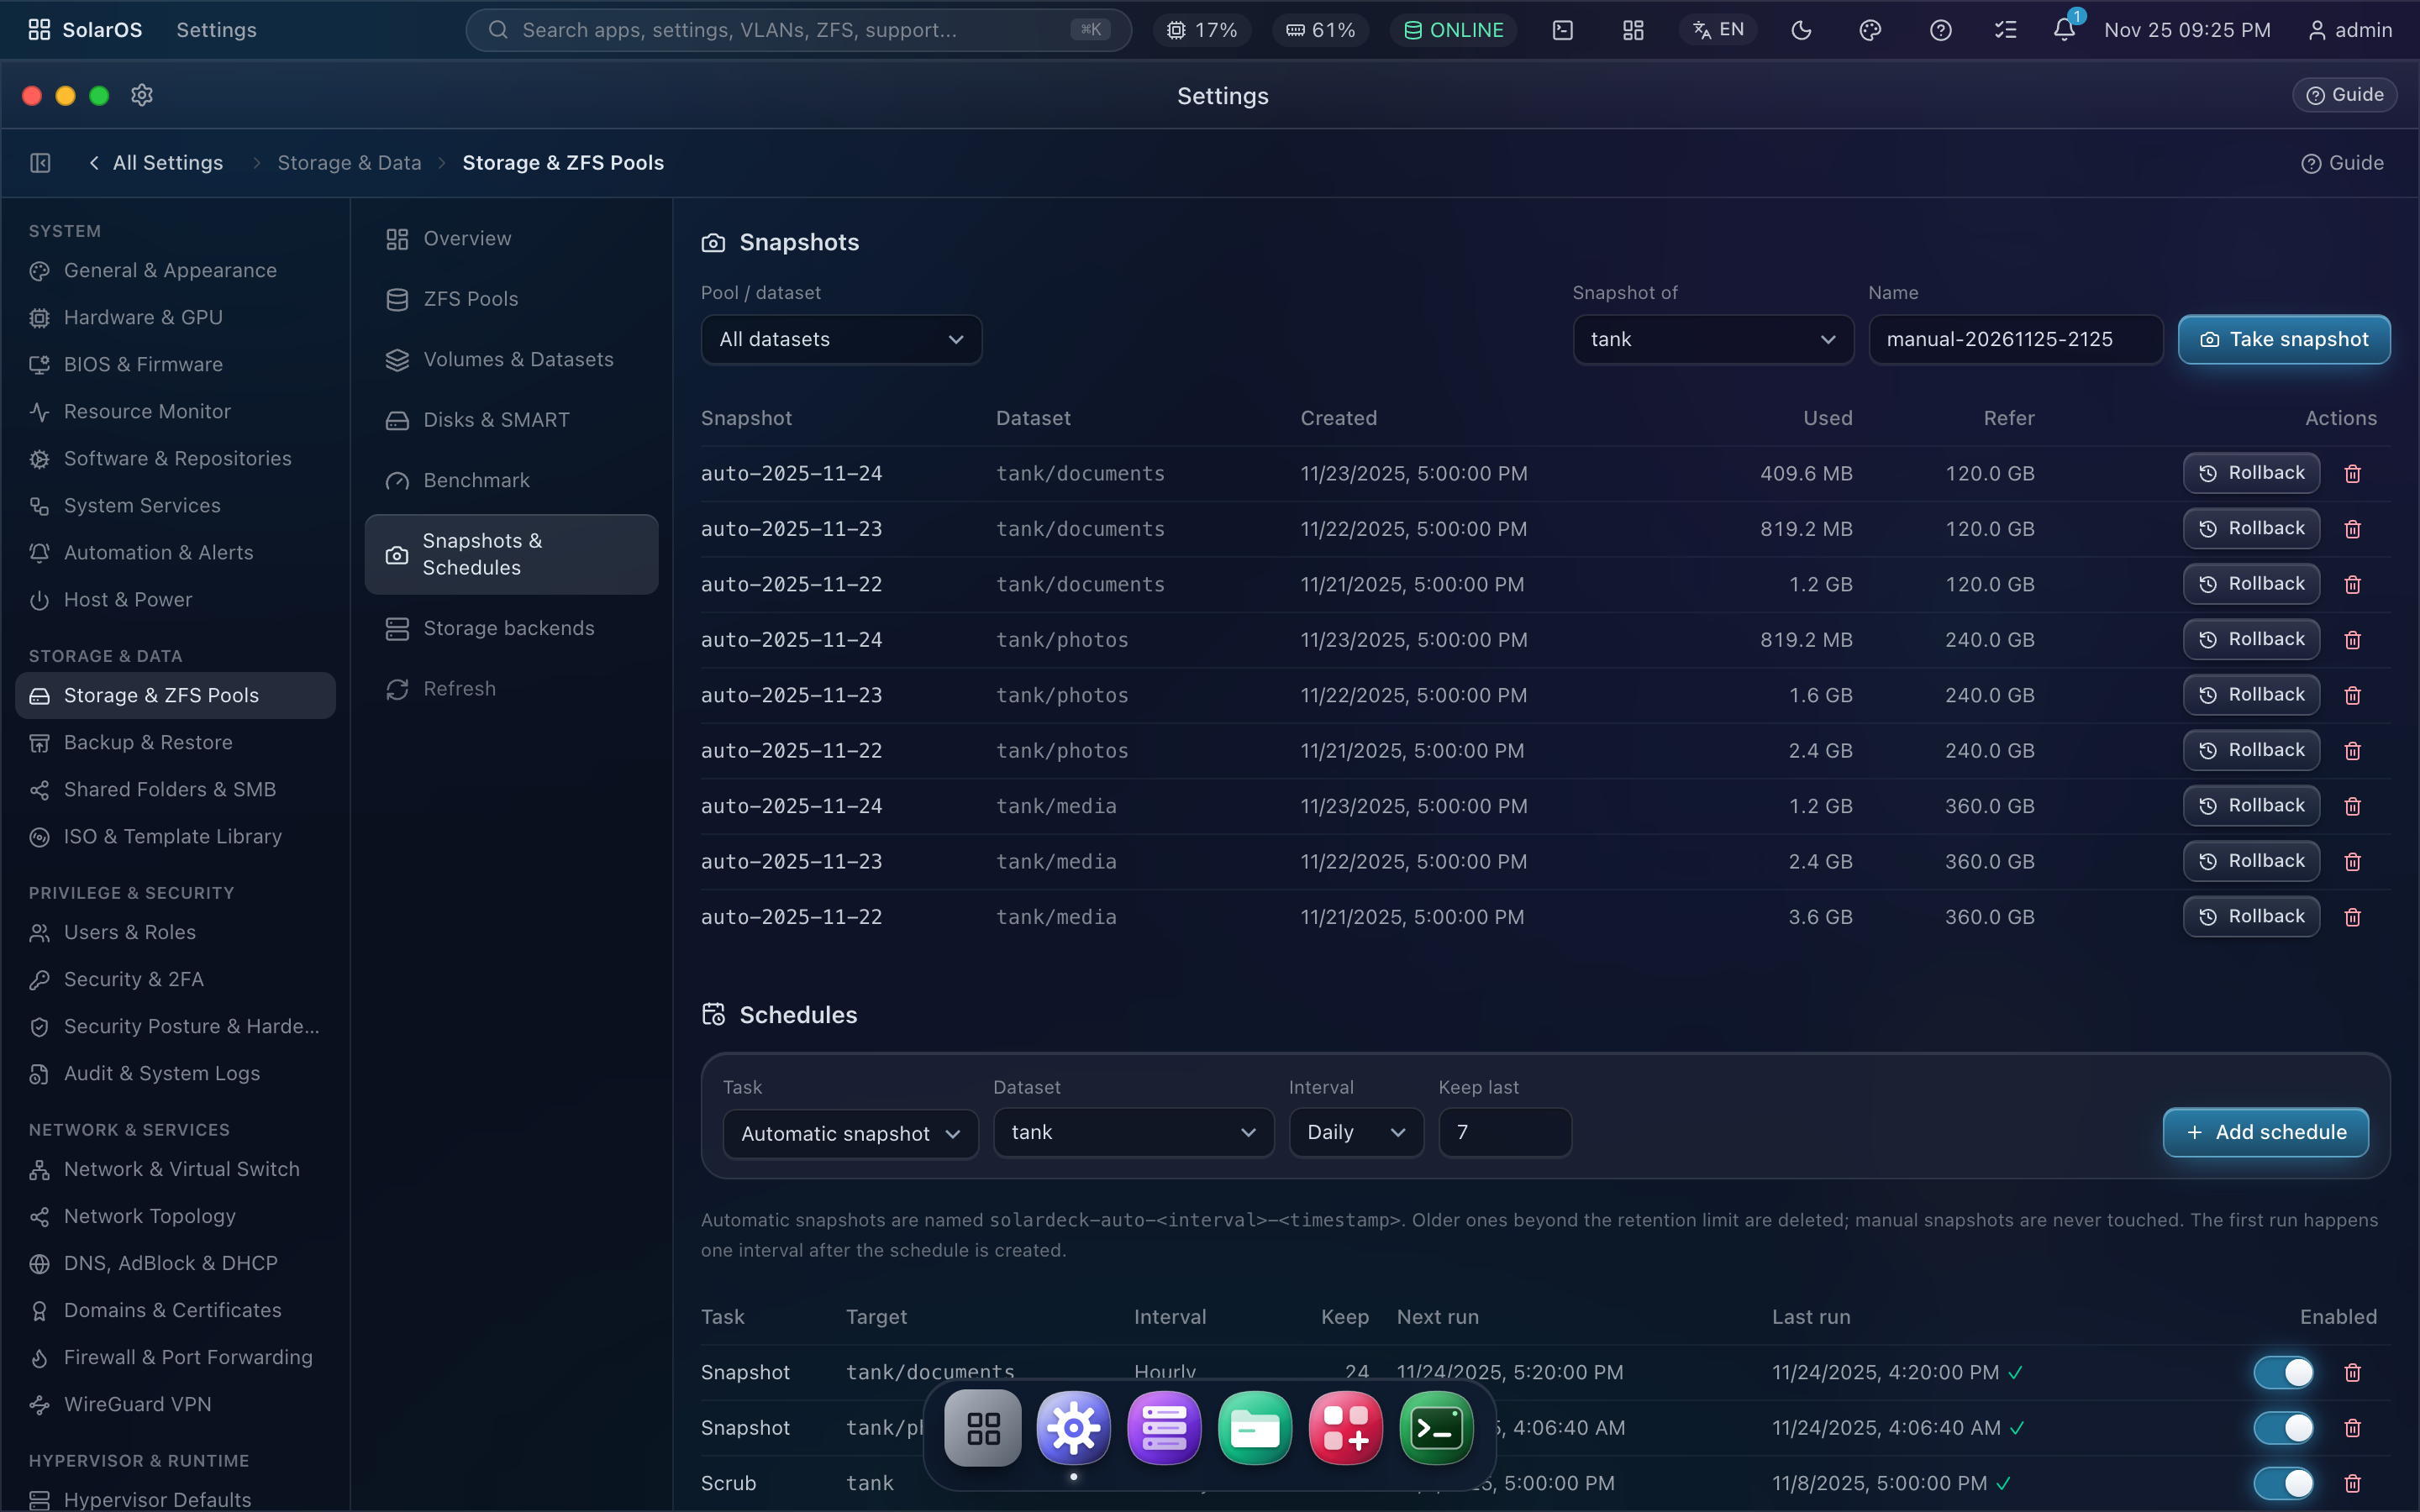 SolarOS Settings Search apps, settings, VLANs, ZFS, support... ⌘K 17% 61% ONLINE EN 1 Nov 25 09:25 PM admin
Settings Guide
All Settings > Storage & Data > Storage & ZFS Pools Guide
SYSTEM
General & Appearance
Hardware & GPU
BIOS & Firmware
Resource Monitor
Software & Repositories
System Services
Automation & Alerts
Host & Power
STORAGE & DATA
Storage & ZFS Pools
Backup & Restore
Shared Folders & SMB
ISO & Template Library
PRIVILEGE & SECURITY
Users & Roles
Security & 2FA
Security Posture & Harde...
Audit & System Logs
NETWORK & SERVICES
Network & Virtual Switch
Network Topology
DNS, AdBlock & DHCP
Domains & Certificates
Firewall & Port Forwarding
WireGuard VPN
HYPERVISOR & RUNTIME
Hypervisor Defaults
Overview
ZFS Pools
Volumes & Datasets
Disks & SMART
Benchmark
Snapshots &
Schedules
Storage backends
Refresh
Snapshots
Pool / dataset Snapshot of Name
All datasets tank manual-20261125-2125 Take snapshot
Snapshot Dataset Created Used Refer Actions
auto-2025-11-24 tank/documents 11/23/2025, 5:00:00 PM 409.6 MB 120.0 GB Rollback
auto-2025-11-23 tank/documents 11/22/2025, 5:00:00 PM 819.2 MB 120.0 GB Rollback
auto-2025-11-22 tank/documents 11/21/2025, 5:00:00 PM 1.2 GB 120.0 GB Rollback
auto-2025-11-24 tank/photos 11/23/2025, 5:00:00 PM 819.2 MB 240.0 GB Rollback
auto-2025-11-23 tank/photos 11/22/2025, 5:00:00 PM 1.6 GB 240.0 GB Rollback
auto-2025-11-22 tank/photos 11/21/2025, 5:00:00 PM 2.4 GB 240.0 GB Rollback
auto-2025-11-24 tank/media 11/23/2025, 5:00:00 PM 1.2 GB 360.0 GB Rollback
auto-2025-11-23 tank/media 11/22/2025, 5:00:00 PM 2.4 GB 360.0 GB Rollback
auto-2025-11-22 tank/media 11/21/2025, 5:00:00 PM 3.6 GB 360.0 GB Rollback
Schedules
Task Dataset Interval Keep last
Automatic snapshot tank Daily 7 + Add schedule
Automatic snapshots are named solardeck-auto-<interval>-<timestamp>. Older ones beyond the retention limit are deleted; manual snapshots are never touched. The first run happens
one interval after the schedule is created.
Task Target Interval Keep Next run Last run Enabled
Snapshot tank/documents Hourly 24 11/24/2025, 5:20:00 PM 11/24/2025, 4:20:00 PM ✓
Snapshot 4:06:40 AM 11/24/2025, 4:06:40 AM ✓
Scrub tank 5:00:00 PM 11/8/2025, 5:00:00 PM ✓